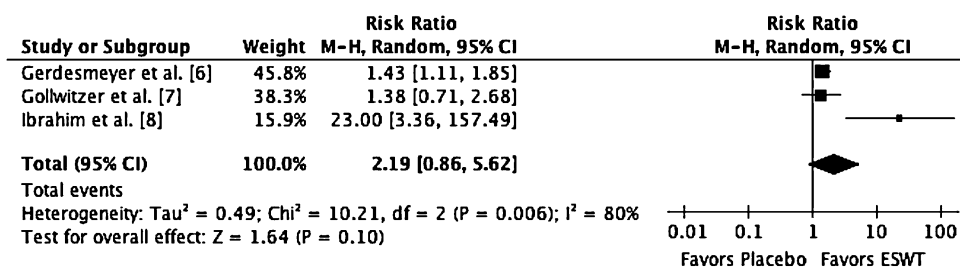 Risk Ratio Risk Ratio
Study or Subgroup Weight M-H, Random, 95% CI M-H, Random, 95% CI
Gerdesmeyer et al. [6] 45.8% 1.43 [1.11, 1.85]
Gollwitzer et al. [7] 38.3% 1.38 [0.71, 2.68]
Ibrahim et al. [8] 15.9% 23.00 [3.36, 157.49]
Total (95% CI) 100.0% 2.19 [0.86, 5.62]
Total events
Heterogeneity: Tau² = 0.49; Chi² = 10.21, df = 2 (P = 0.006); I² = 80%
Test for overall effect: Z = 1.64 (P = 0.10)
0.01 0.1 1 10 100
Favors Placebo Favors ESWT